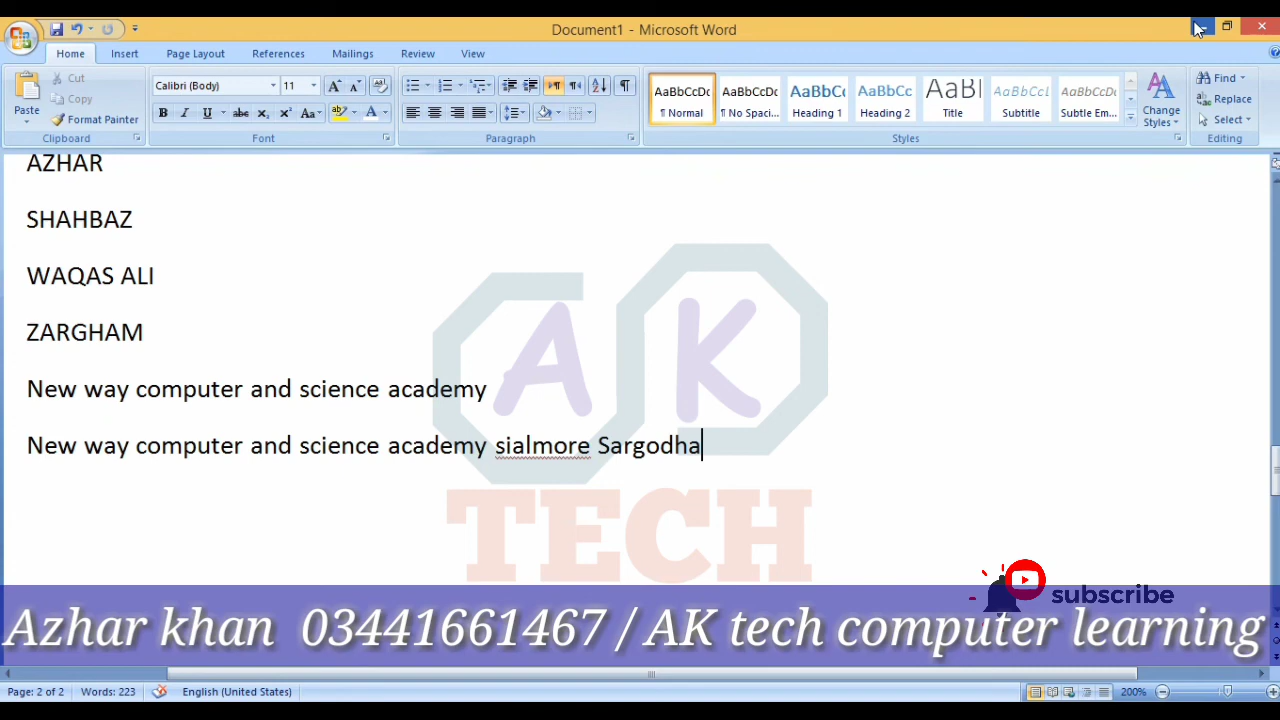 Document1 - Microsoft Word
Home Insert Page Layout References Mailings Review View
Paste Cut Copy Format Painter
Calibri (Body) 11
AaBbCcDc AaBbCcDc AaBbCc AaBbCc AaBl AaBbCcL AaBbCcDc
¶ Normal ¶ No Spaci... Heading 1 Heading 2 Title Subtitle Subtle Em...
Change Styles
Find Replace Select
Clipboard Font Paragraph Styles Editing
AZHAR
SHAHBAZ
WAQAS ALI
ZARGHAM
New way computer and science academy
New way computer and science academy sialmore Sargodha
AK
TECH
subscribe
Azhar khan 03441661467 / AK tech computer learning
Page: 2 of 2 Words: 223 English (United States) 200%